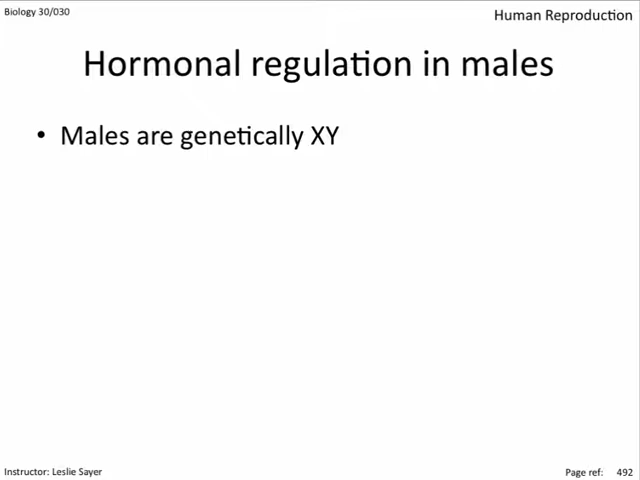 Biology 30/030
Human Reproduction
Hormonal regulation in males
• Males are genetically XY
Instructor: Leslie Sayer
Page ref: 492